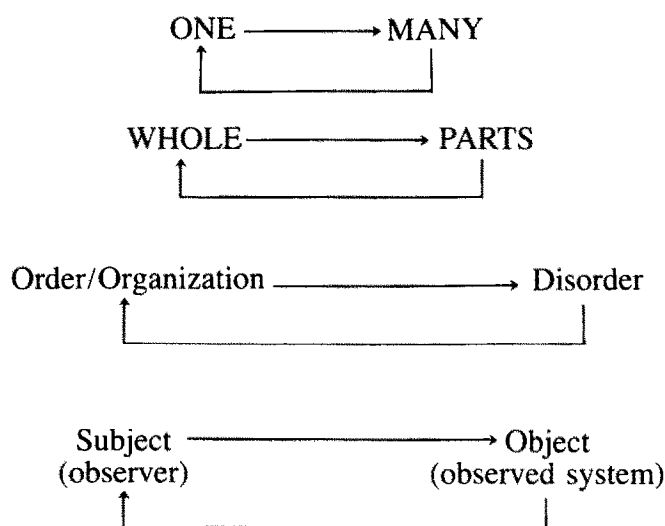 ONE MANY
WHOLE PARTS
Order/Organization Disorder
Subject Object
(observer) (observed system)